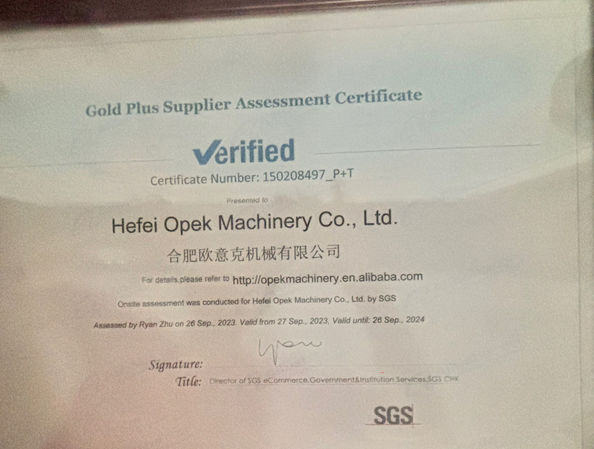 Gold Plus Supplier Assessment Certificate
Verified
Certificate Number: 150208497_P+T
Presented to
Hefei Opek Machinery Co., Ltd.
合肥欧意克机械有限公司
For details,please refer to http://opekmachinery.en.alibaba.com
Onsite assessment was conducted for Hefei Opek Machinery Co., Ltd. by SGS
Assessed by Ryan Zhu on 26 Sep., 2023. Valid from 27 Sep., 2023. Valid until: 26 Sep., 2024
Signature:
Title: Director of SGS eCommerce,Government&Institution Services,SGS CHK
SGS